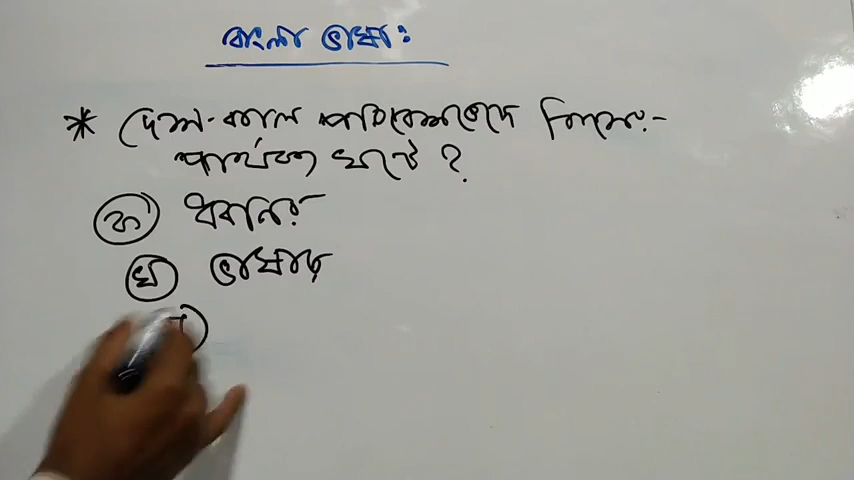 বাংলা ভাষা :
* দেশ-কাল পরিবেশভেদে কিসের-
পার্থক্য ঘটে ?
ক ধ্বনির
খ ভাষার